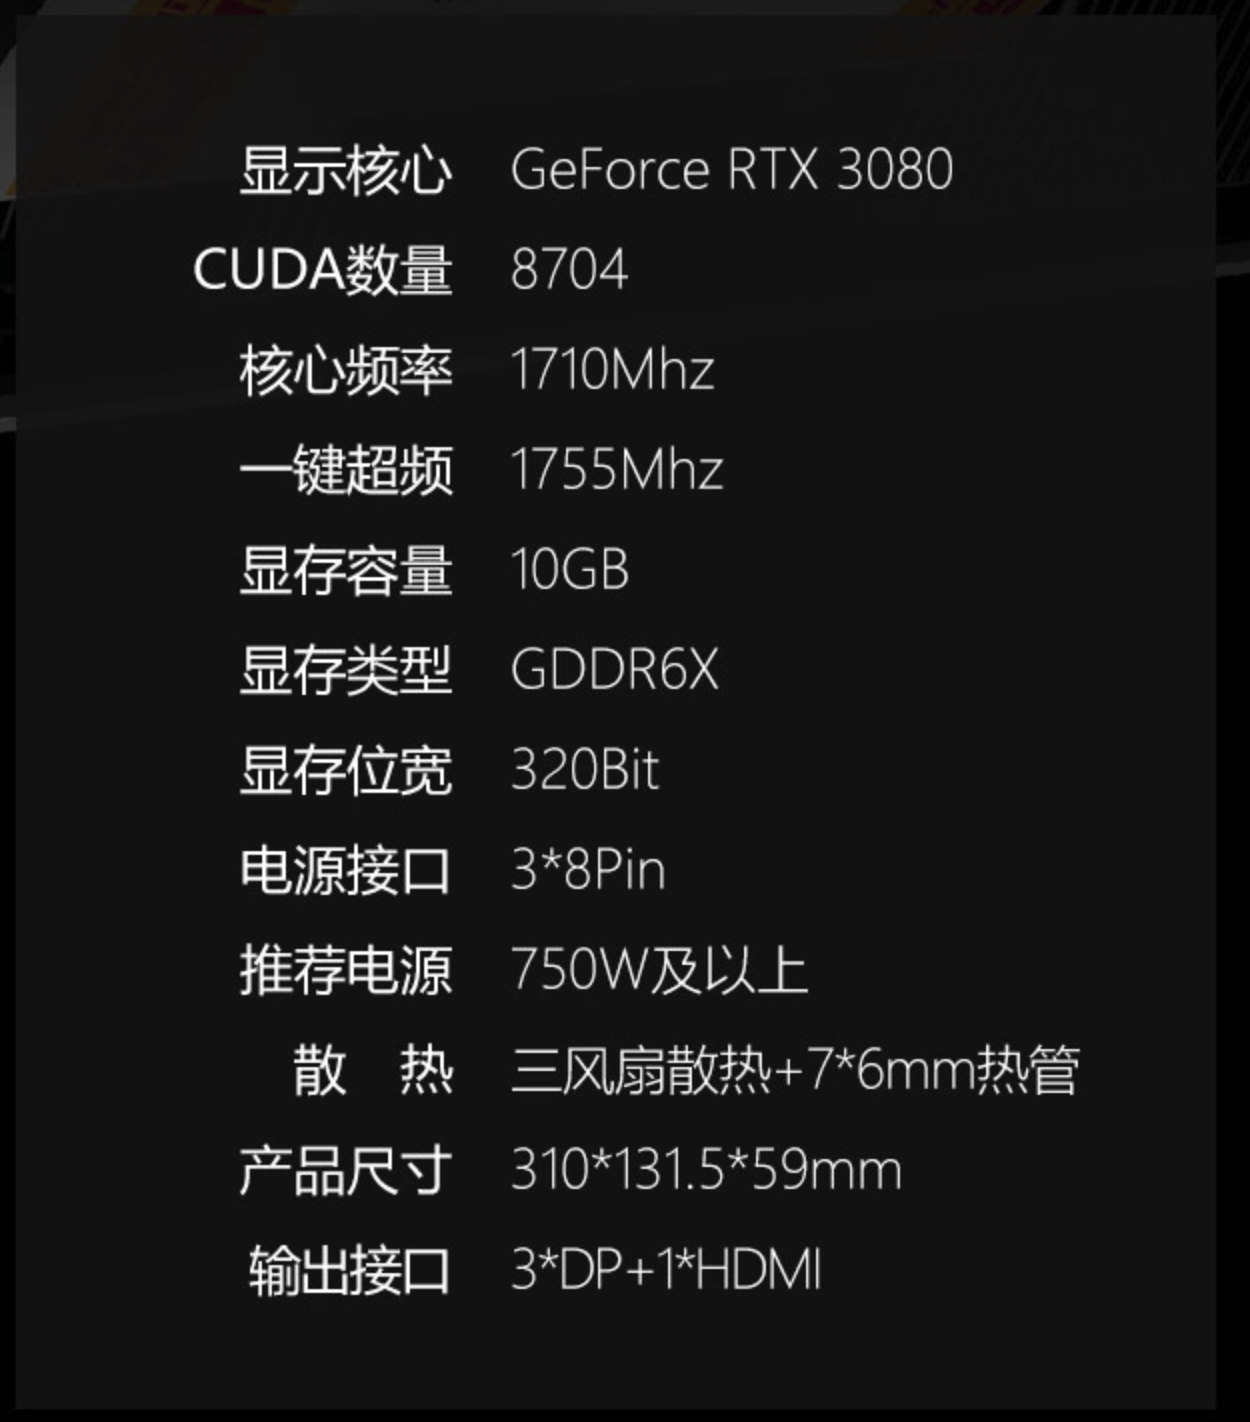 显示核心 GeForce RTX 3080
CUDA数量 8704
核心频率 1710Mhz
一键超频 1755Mhz
显存容量 10GB
显存类型 GDDR6X
显存位宽 320Bit
电源接口 3*8Pin
推荐电源 750W及以上
散 热 三风扇散热+7*6mm热管
产品尺寸 310*131.5*59mm
输出接口 3*DP+1*HDMI